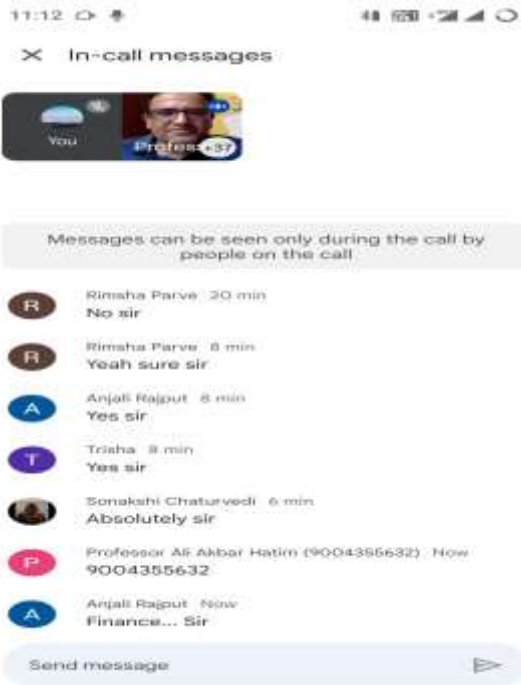 11:12
In-call messages
You
Profess +37
Messages can be seen only during the call by
people on the call
R
Rimsha Parve 20 min
No sir
R
Rimsha Parve 8 min
Yeah sure sir
A
Anjali Rajput 8 min
Yes sir
T
Trisha 8 min
Yes sir
Sonakshi Chaturvedi 6 min
Absolutely sir
P
Professor Ali Akbar Hatim (9004355632) Now
9004355632
A
Anjali Rajput Now
Finance... Sir
Send message